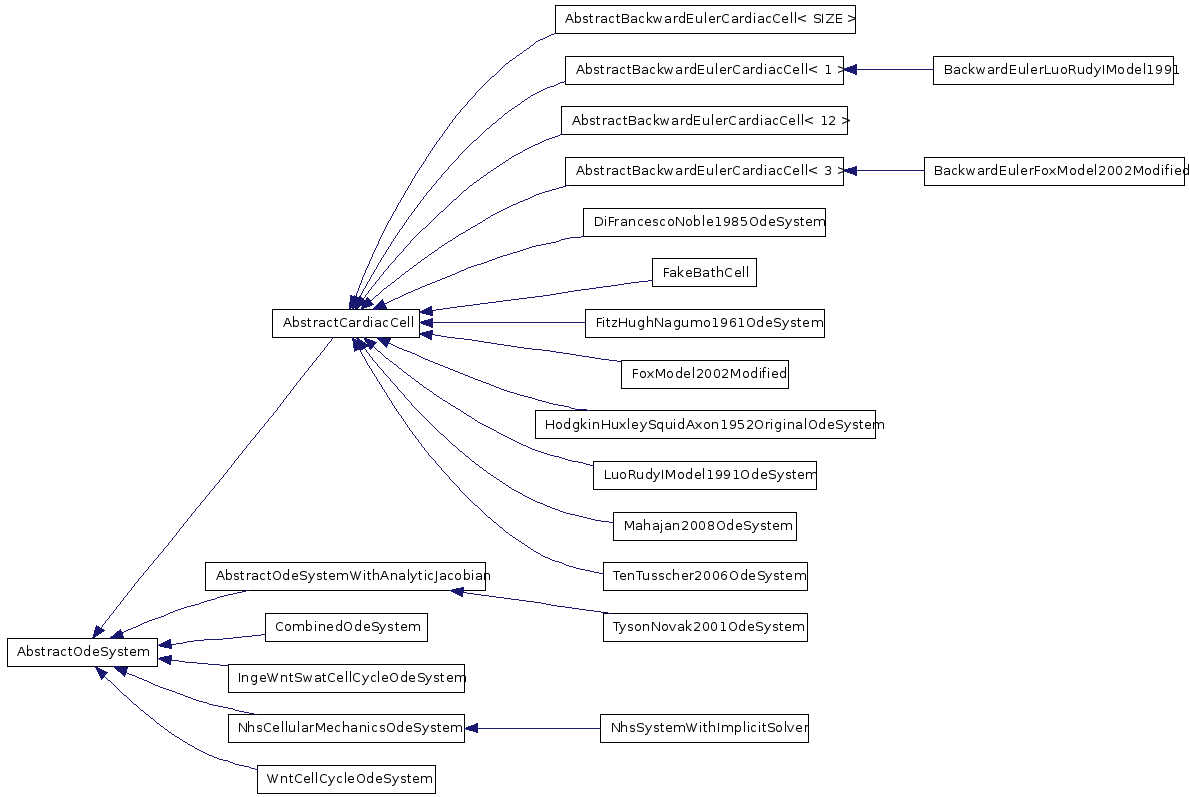 AbstractBackwardEulerCardiacCell< SIZE >
AbstractBackwardEulerCardiacCell< 1 >
BackwardEulerLuoRudyIModel1991
AbstractBackwardEulerCardiacCell< 12 >
AbstractBackwardEulerCardiacCell< 3 >
BackwardEulerFoxModel2002Modified
DiFrancescoNoble1985OdeSystem
FakeBathCell
AbstractCardiacCell
FitzHughNagumo1961OdeSystem
FoxModel2002Modified
HodgkinHuxleySquidAxon1952OriginalOdeSystem
LuoRudyIModel1991OdeSystem
Mahajan2008OdeSystem
AbstractOdeSystemWithAnalyticJacobian
TenTusscher2006OdeSystem
CombinedOdeSystem
TysonNovak2001OdeSystem
AbstractOdeSystem
IngeWntSwatCellCycleOdeSystem
NhsCellularMechanicsOdeSystem
NhsSystemWithImplicitSolver
WntCellCycleOdeSystem